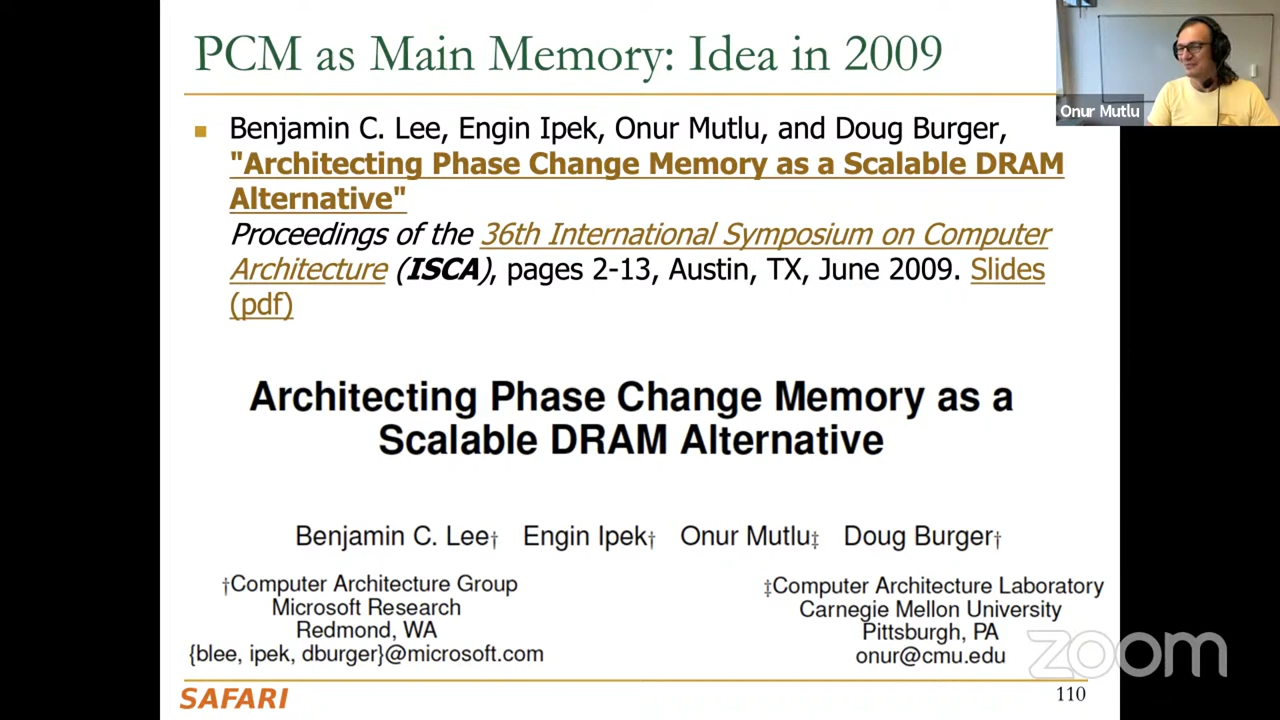 PCM as Main Memory: Idea in 2009
Onur Mutlu
Benjamin C. Lee, Engin Ipek, Onur Mutlu, and Doug Burger,
"Architecting Phase Change Memory as a Scalable DRAM
Alternative"
Proceedings of the 36th International Symposium on Computer
Architecture (ISCA), pages 2-13, Austin, TX, June 2009. Slides
(pdf)
Architecting Phase Change Memory as a
Scalable DRAM Alternative
Benjamin C. Lee† Engin Ipek† Onur Mutlu‡ Doug Burger†
†Computer Architecture Group
Microsoft Research
Redmond, WA
{blee, ipek, dburger}@microsoft.com
‡Computer Architecture Laboratory
Carnegie Mellon University
Pittsburgh, PA
onur@cmu.edu
zoom
SAFARI
110